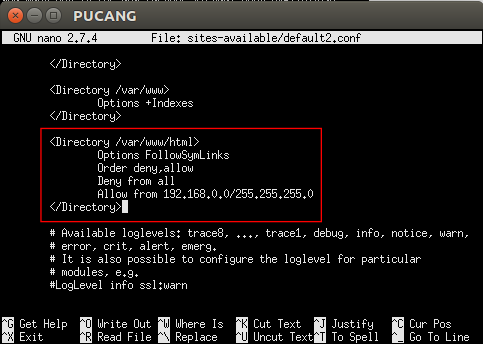 PUCANG
GNU nano 2.7.4 File: sites-available/default2.conf
</Directory>
<Directory /var/www>
Options +Indexes
</Directory>
<Directory /var/www/html>
Options FollowSymLinks
Order deny,allow
Deny from all
Allow from 192.168.0.0/255.255.255.0
</Directory>
# Available loglevels: trace8, ..., trace1, debug, info, notice, warn,
# error, crit, alert, emerg.
# It is also possible to configure the loglevel for particular
# modules, e.g.
#LogLevel info ssl:warn
^G Get Help ^O Write Out ^W Where Is ^K Cut Text ^J Justify ^C Cur Pos
^X Exit ^R Read File ^\ Replace ^U Uncut Text ^T To Spell ^_ Go To Line